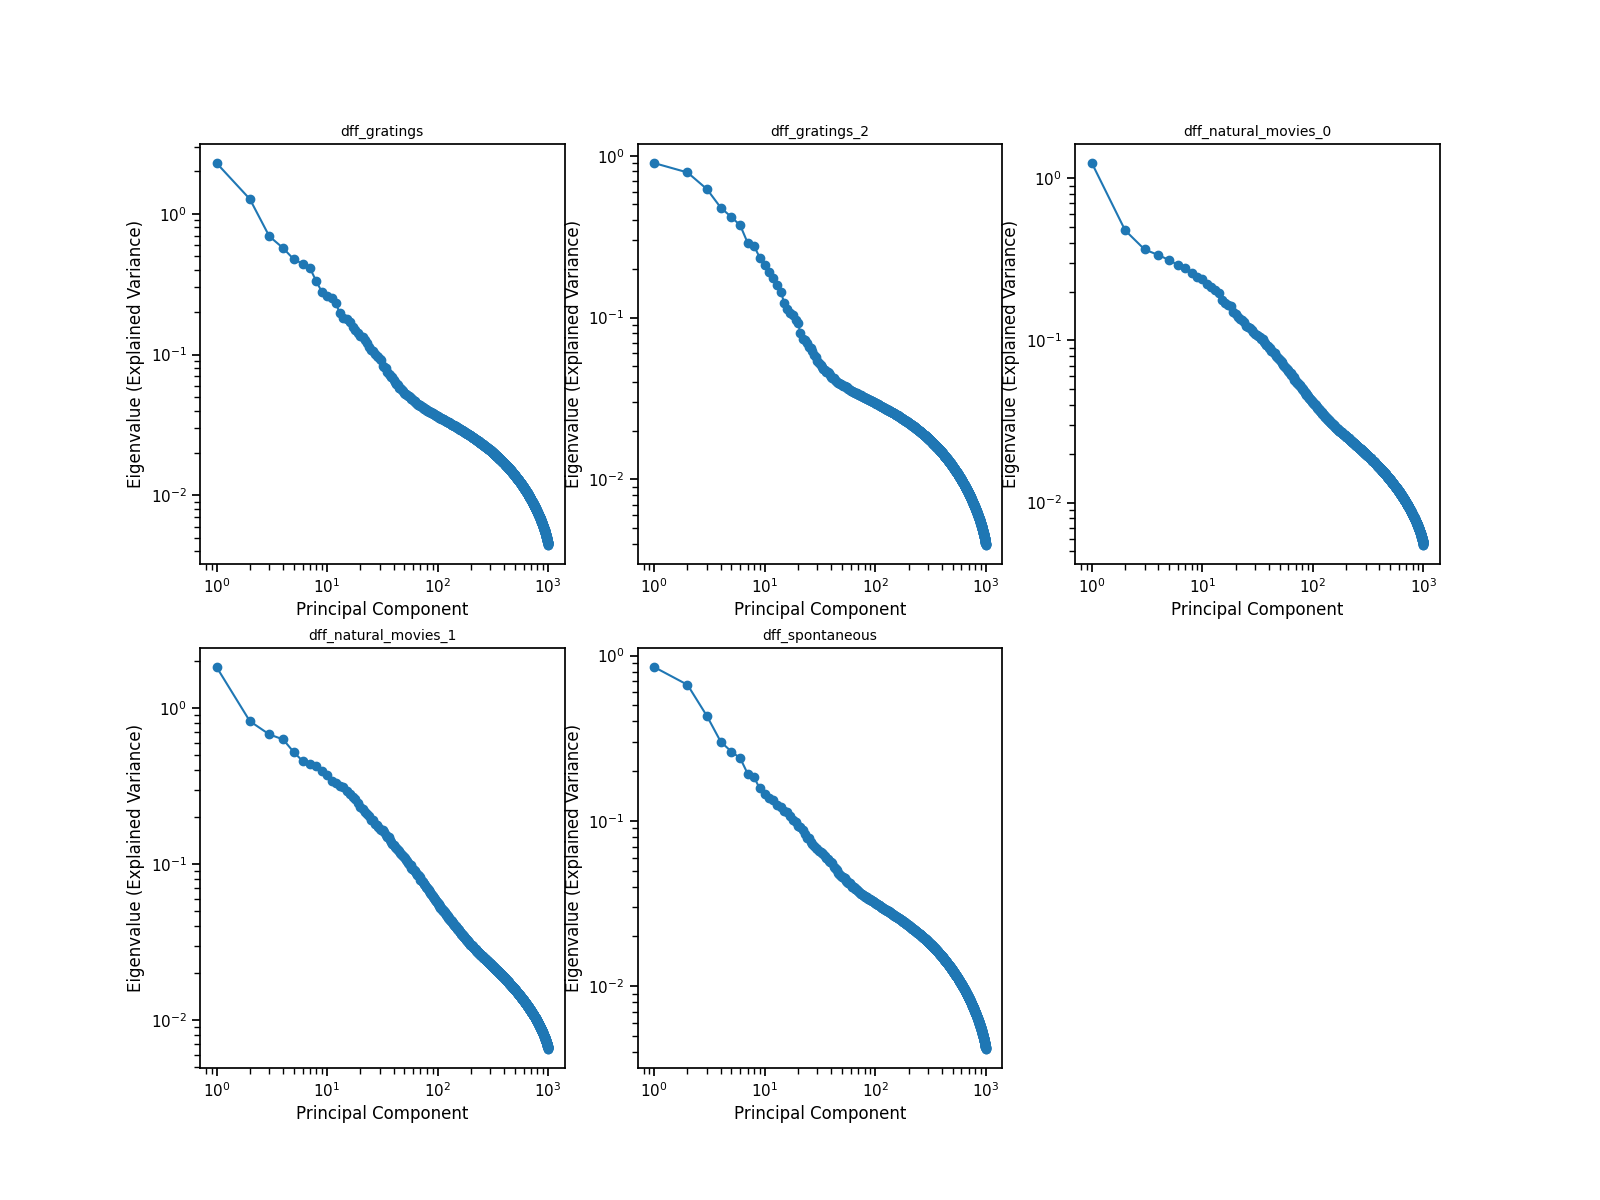 dff_gratings
dff_gratings_2
dff_natural_movies_0
Eigenvalue (Explained Variance)
10⁰
10⁻¹
10⁻²
10⁰ 10¹ 10² 10³
Principal Component
Eigenvalue (Explained Variance)
10⁰
10⁻¹
10⁻²
10⁰ 10¹ 10² 10³
Principal Component
Eigenvalue (Explained Variance)
10⁰
10⁻¹
10⁻²
10⁰ 10¹ 10² 10³
Principal Component
dff_natural_movies_1
dff_spontaneous
Eigenvalue (Explained Variance)
10⁰
10⁻¹
10⁻²
10⁰ 10¹ 10² 10³
Principal Component
Eigenvalue (Explained Variance)
10⁰
10⁻¹
10⁻²
10⁰ 10¹ 10² 10³
Principal Component